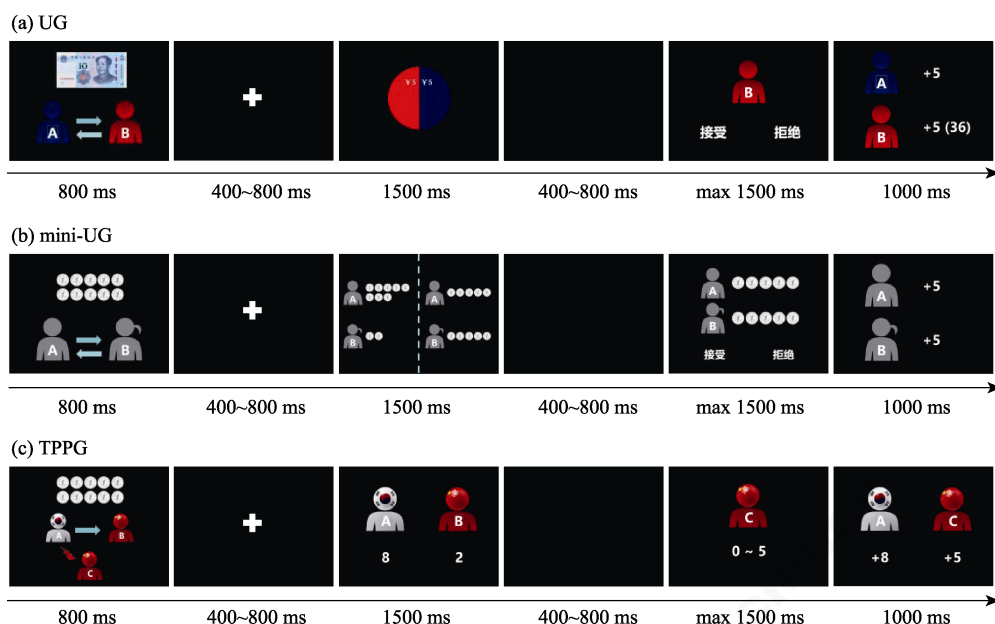 (a) UG
10
A B
¥5 ¥5
B
接受 拒绝
A +5
B +5 (36)
800 ms 400~800 ms 1500 ms 400~800 ms max 1500 ms 1000 ms
(b) mini-UG
A B
A A
B B
A
B
接受 拒绝
A +5
B +5
800 ms 400~800 ms 1500 ms 400~800 ms max 1500 ms 1000 ms
(c) TPPG
A B
C
A B
8 2
C
0 ~ 5
A C
+8 +5
800 ms 400~800 ms 1500 ms 400~800 ms max 1500 ms 1000 ms